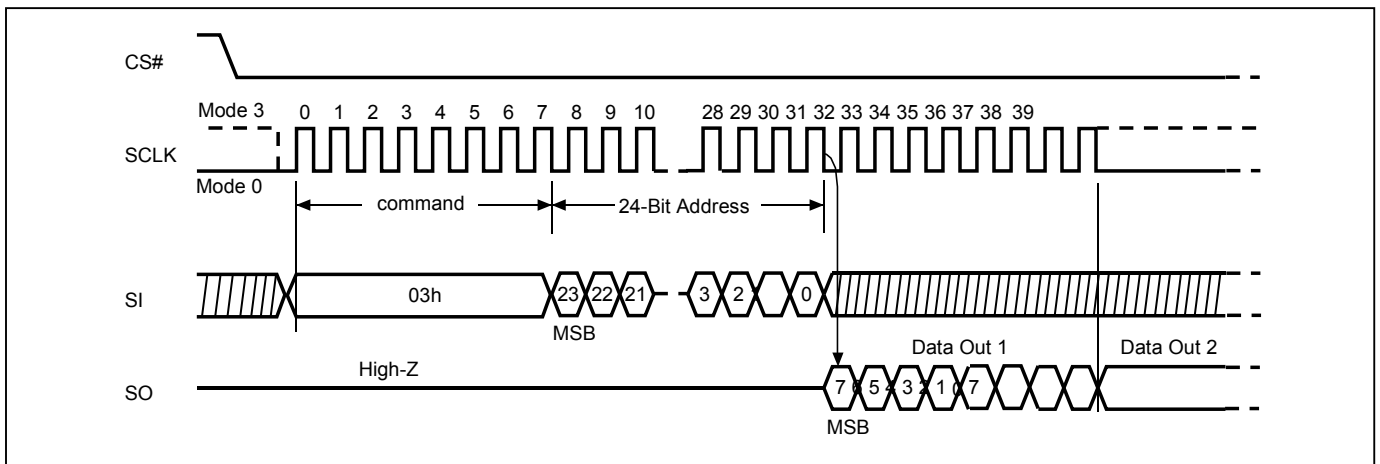 CS#
Mode 3 0 1 2 3 4 5 6 7 8 9 10 28 29 30 31 32 33 34 35 36 37 38 39
SCLK
Mode 0
command 24-Bit Address
SI 03h 23 22 21 3 2 0
MSB
Data Out 1 Data Out 2
High-Z
SO 7 6 5 4 3 2 1 0 7
MSB